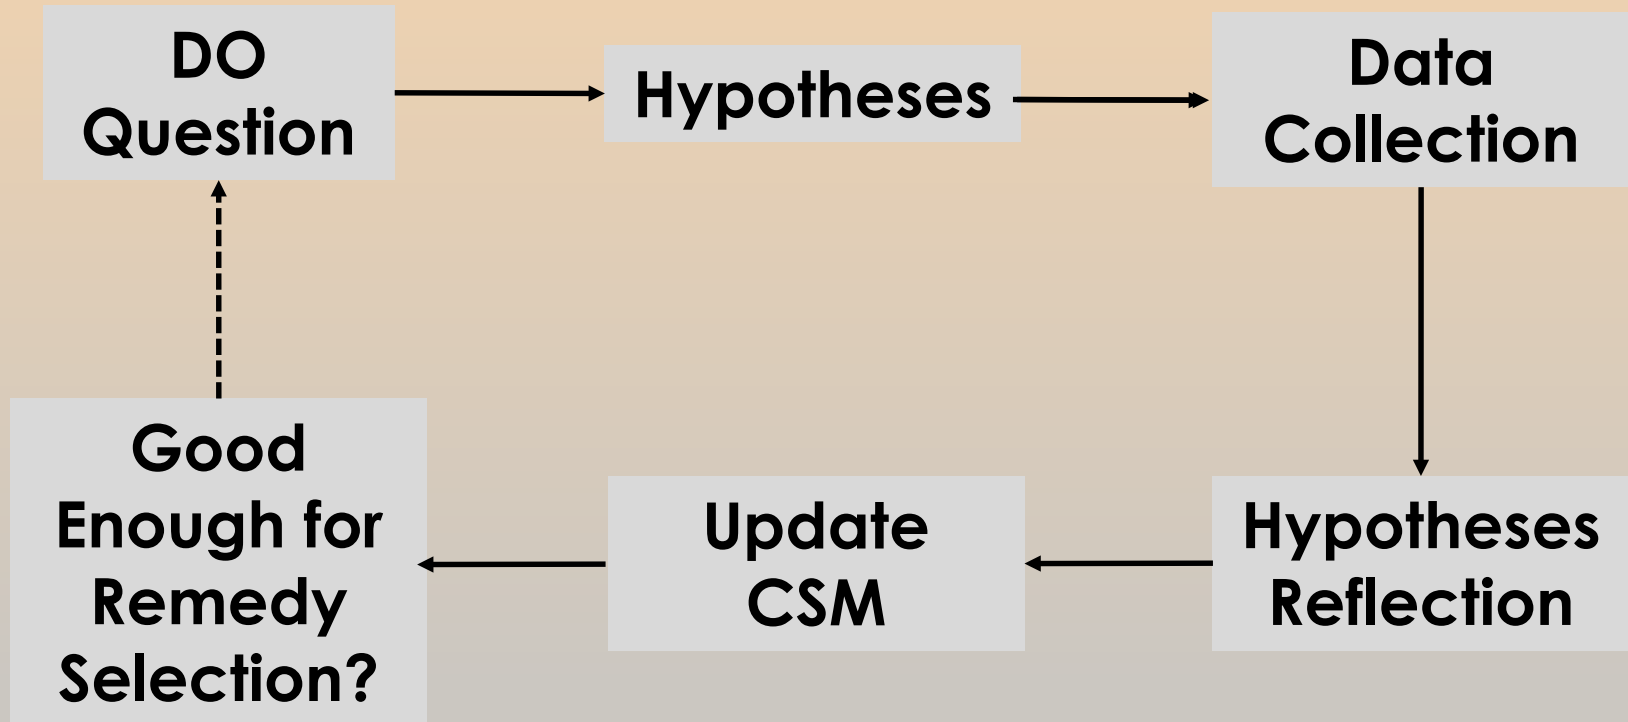 DO
Question
Hypotheses
Data
Collection
Hypotheses
Reflection
Update
CSM
Good
Enough for
Remedy
Selection?